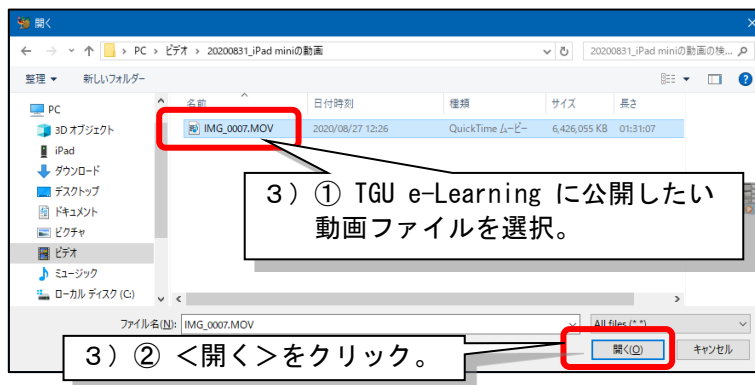 開く
PC > ビデオ > 20200831_iPad miniの動画
20200831_iPad miniの動画の検...
整理 新しいフォルダー
名前 日付時刻 種類 サイズ 長さ
IMG_0007.MOV 2020/08/27 12:26 QuickTime ムービー 6,426,055 KB 01:31:07
PC
3D オブジェクト
iPad
ダウンロード
デスクトップ
ドキュメント
ピクチャ
ビデオ
ミュージック
ローカル ディスク (C:)
3）① TGU e-Learning に公開したい
動画ファイルを選択。
ファイル名(N): IMG_0007.MOV
All files (*.*)
開く(O) キャンセル
3）② <開く>をクリック。